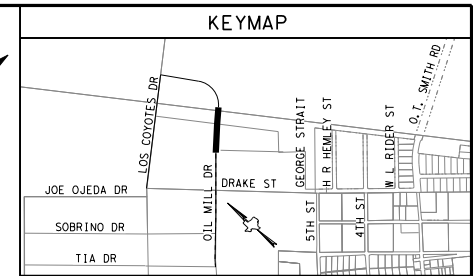 KEYMAP
LOS COYOTES DR
OIL MILL DR
GEORGE STRAIT
H R HEMLEY ST
W L RIDER ST
O. T. SMITH RD
JOE OJEDA DR
DRAKE ST
SOBRINO DR
5TH ST
4TH ST
TIA DR